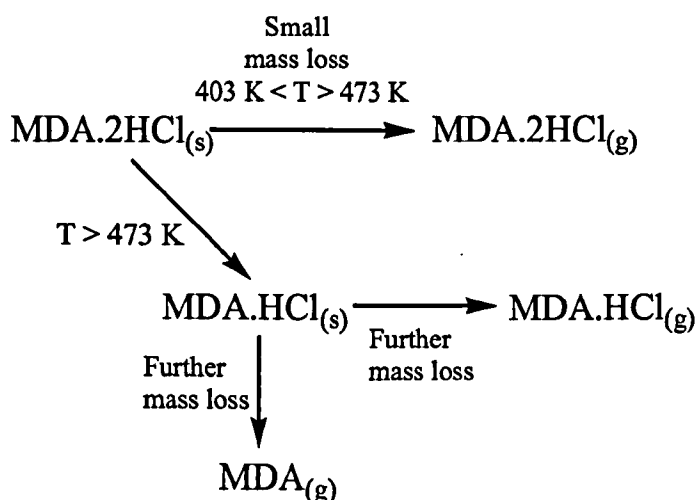 Small
mass loss
403 K < T > 473 K
MDA.2HCl(s)
MDA.2HCl(g)
T > 473 K
MDA.HCl(s)
MDA.HCl(g)
Further
mass loss
Further
mass loss
MDA(g)